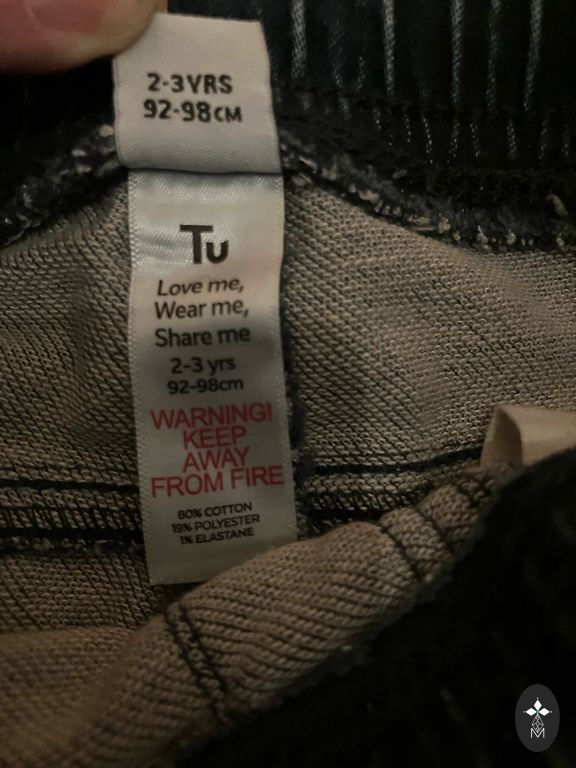 2-3YRS
92-98CM
Tu
Love me,
Wear me,
Share me
2-3 yrs
92-98cm
WARNING!
KEEP
AWAY
FROM FIRE
80% COTTON
19% POLYESTER
1% ELASTANE
M